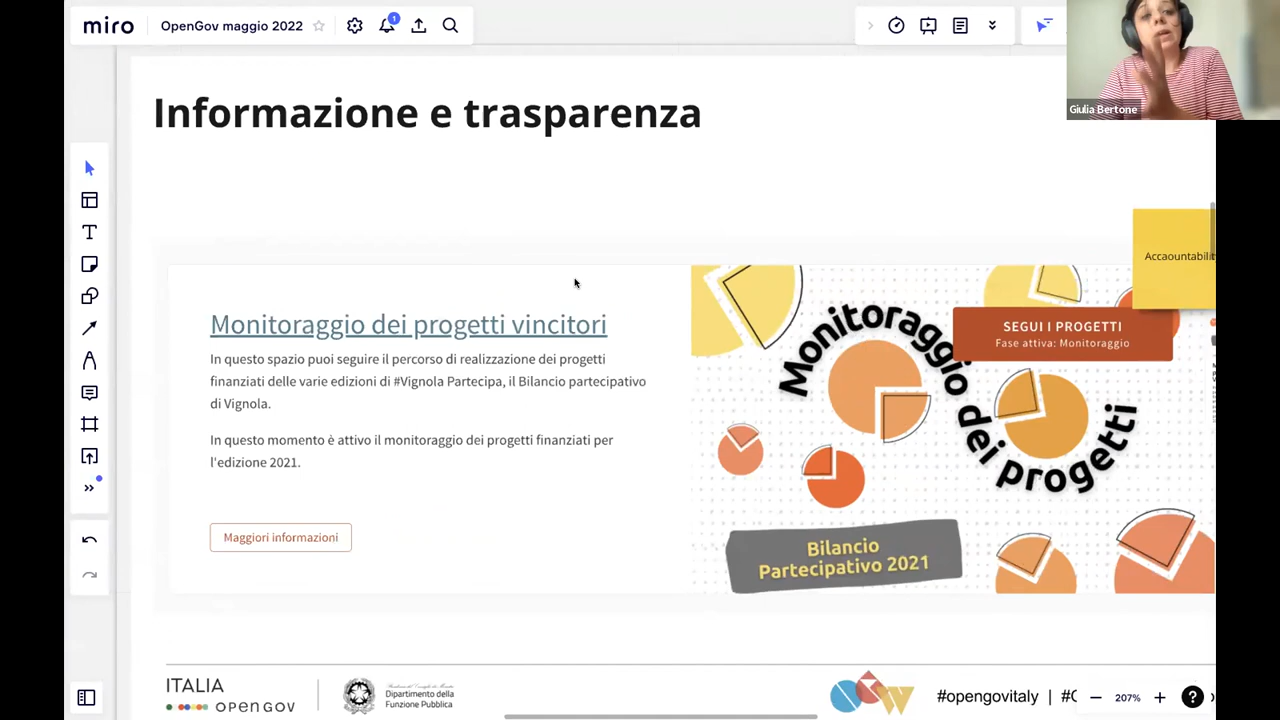 miro
OpenGov maggio 2022
1
Giulia Bertone
Informazione e trasparenza
Accaountabilit
Monitoraggio dei progetti vincitori
In questo spazio puoi seguire il percorso di realizzazione dei progetti
finanziati delle varie edizioni di #Vignola Partecipa, il Bilancio partecipativo
di Vignola.
In questo momento è attivo il monitoraggio dei progetti finanziati per
l'edizione 2021.
Maggiori informazioni
Monitoraggio dei progetti
SEGUI I PROGETTI
Fase attiva: Monitoraggio
Bilancio
Partecipativo 2021
ITALIA
OPEN GOV
Dipartimento della
Funzione Pubblica
#opengovitaly | #O
207%